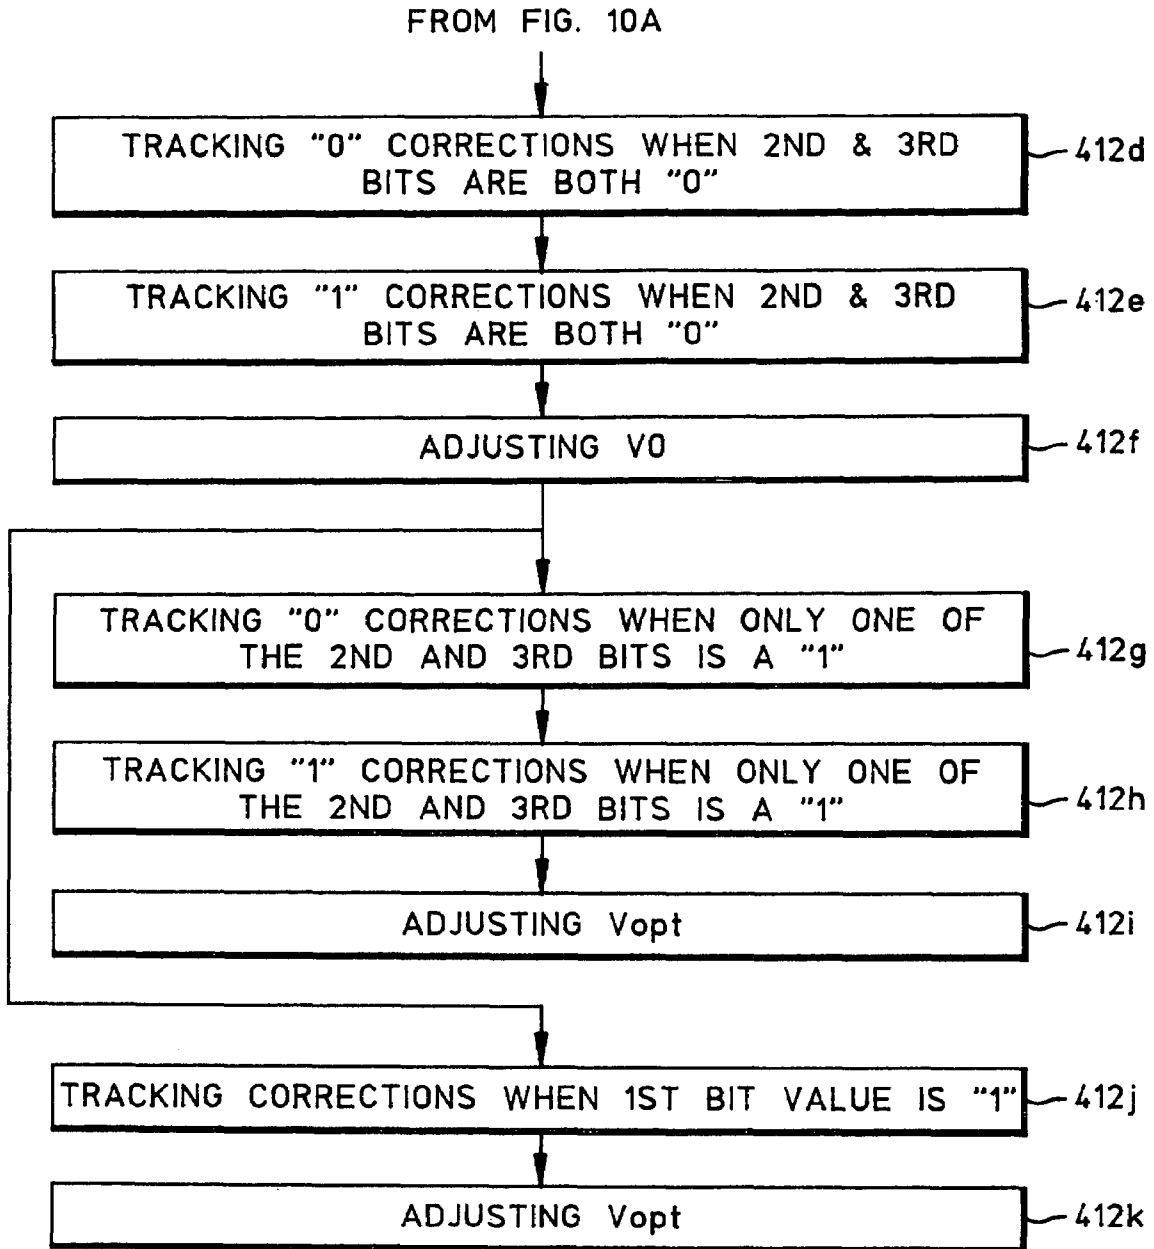 FROM FIG. 10A
TRACKING "0" CORRECTIONS WHEN 2ND & 3RD
BITS ARE BOTH "0"
412d
TRACKING "1" CORRECTIONS WHEN 2ND & 3RD
BITS ARE BOTH "0"
412e
ADJUSTING V0
412f
TRACKING "0" CORRECTIONS WHEN ONLY ONE OF
THE 2ND AND 3RD BITS IS A "1"
412g
TRACKING "1" CORRECTIONS WHEN ONLY ONE OF
THE 2ND AND 3RD BITS IS A "1"
412h
ADJUSTING Vopt
412i
TRACKING CORRECTIONS WHEN 1ST BIT VALUE IS "1"
412j
ADJUSTING Vopt
412k